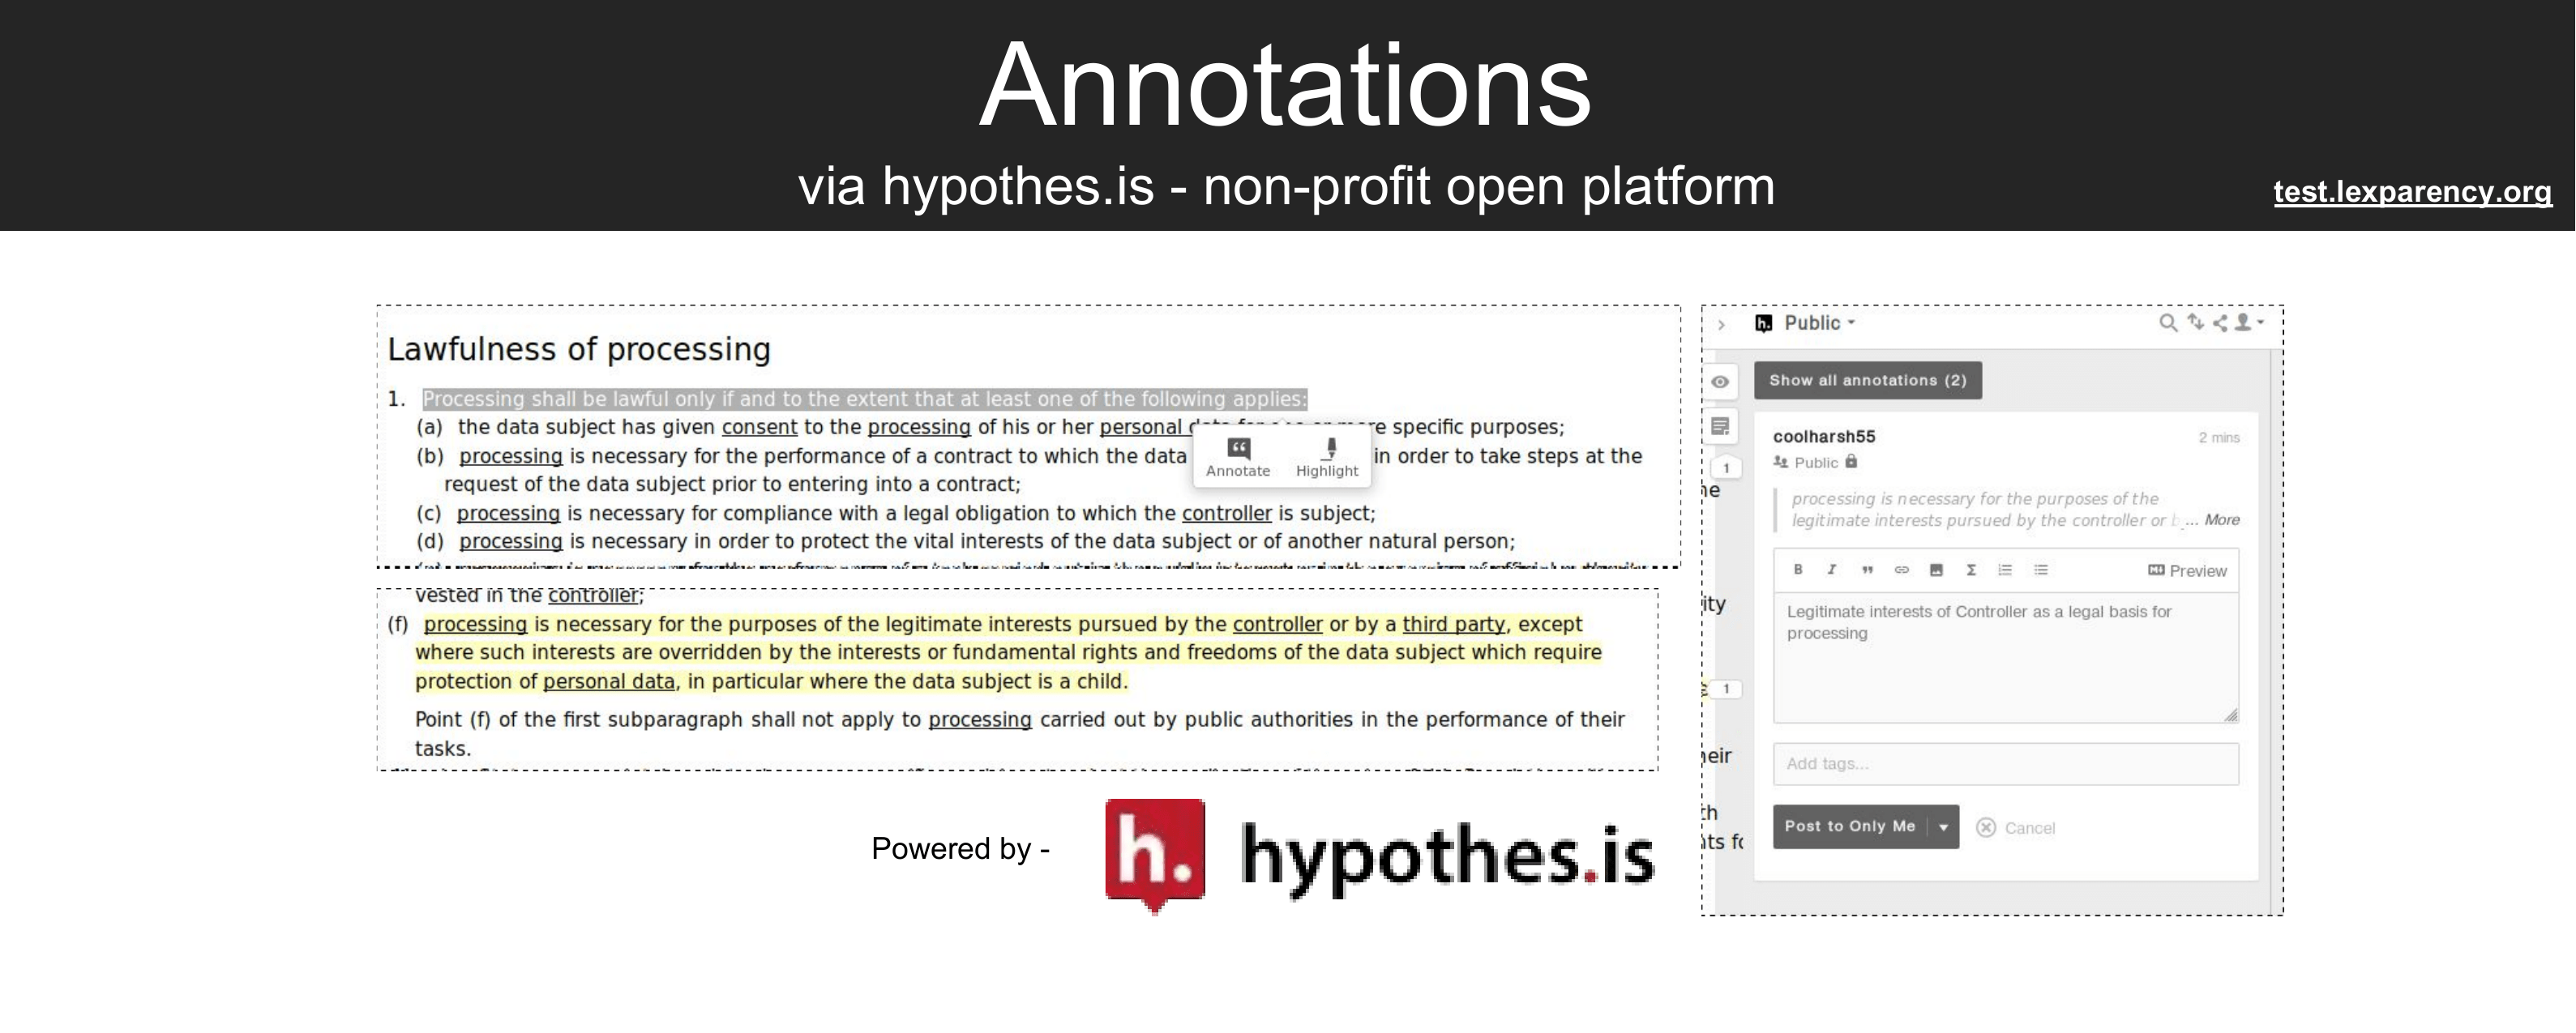 Annotations
via hypothes.is - non-profit open platform
test.lexparency.org
Lawfulness of processing
1. Processing shall be lawful only if and to the extent that at least one of the following applies:
(a) the data subject has given consent to the processing of his or her personal re specific purposes;
(b) processing is necessary for the performance of a contract to which the data in order to take steps at the
request of the data subject prior to entering into a contract;
(c) processing is necessary for compliance with a legal obligation to which the controller is subject;
(d) processing is necessary in order to protect the vital interests of the data subject or of another natural person;
Annotate Highlight
vested in the controller;
(f) processing is necessary for the purposes of the legitimate interests pursued by the controller or by a third party, except
where such interests are overridden by the interests or fundamental rights and freedoms of the data subject which require
protection of personal data, in particular where the data subject is a child.
Point (f) of the first subparagraph shall not apply to processing carried out by public authorities in the performance of their
tasks.
Powered by -
h. hypothes.is
h. Public
Show all annotations (2)
coolharsh55 2 mins
Public
processing is necessary for the purposes of the
legitimate interests pursued by the controller or b ... More
B I Σ Preview
Legitimate interests of Controller as a legal basis for
processing
Add tags...
Post to Only Me Cancel
1
ne
ity
1
neir
th
nts fo